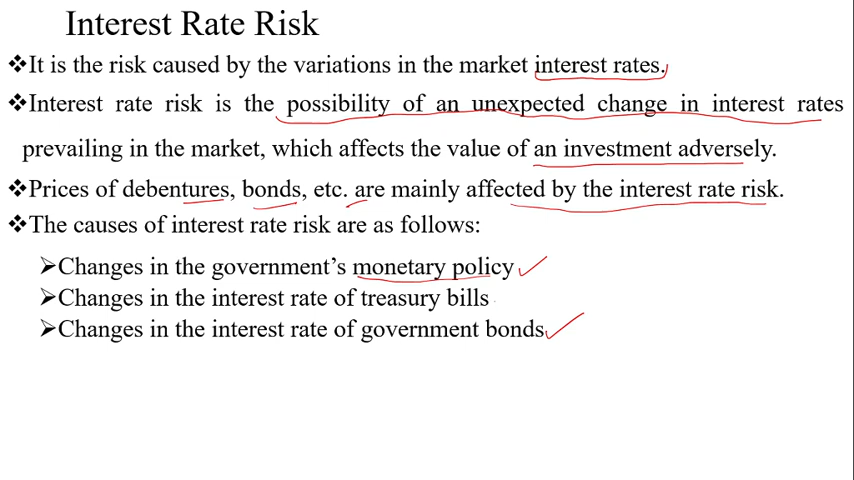 Interest Rate Risk
❖It is the risk caused by the variations in the market interest rates.
❖Interest rate risk is the possibility of an unexpected change in interest rates
prevailing in the market, which affects the value of an investment adversely.
❖Prices of debentures, bonds, etc. are mainly affected by the interest rate risk.
❖The causes of interest rate risk are as follows:
➢Changes in the government’s monetary policy
➢Changes in the interest rate of treasury bills
➢Changes in the interest rate of government bonds